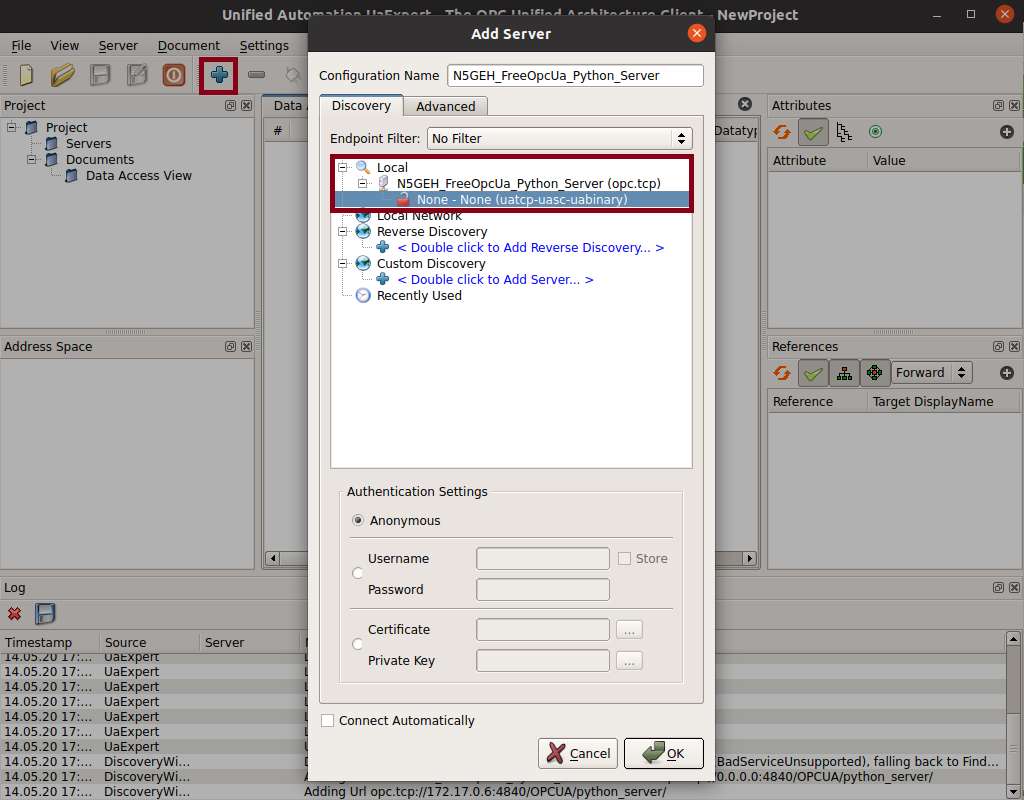 Unified Automation UaExpert - The OPC Unified Architecture Client - NewProject
File View Server Document Settings
Add Server
Configuration Name N5GEH_FreeOpcUa_Python_Server
Discovery Advanced
Endpoint Filter: No Filter
Local
N5GEH_FreeOpcUa_Python_Server (opc.tcp)
None - None (uatcp-uasc-uabinary)
Local Network
Reverse Discovery
< Double click to Add Reverse Discovery... >
Custom Discovery
< Double click to Add Server... >
Recently Used
Authentication Settings
Anonymous
Username
Store
Password
Certificate
...
Private Key
...
Connect Automatically
Cancel OK
Project
Project
Servers
Documents
Data Access View
Address Space
Data
#
Datatyp
Attributes
Attribute Value
References
Forward
Reference Target DisplayName
Log
Timestamp Source Server
14.05.20 17:... UaExpert
14.05.20 17:... UaExpert
14.05.20 17:... UaExpert
14.05.20 17:... UaExpert
14.05.20 17:... UaExpert
14.05.20 17:... UaExpert
14.05.20 17:... UaExpert
14.05.20 17:... DiscoveryWi... BadServiceUnsupported), falling back to Find...
14.05.20 17:... DiscoveryWi... /0.0.0.0:4840/OPCUA/python_server/
14.05.20 17:... DiscoveryWi... Adding Url opc.tcp://172.17.0.6:4840/OPCUA/python_server/